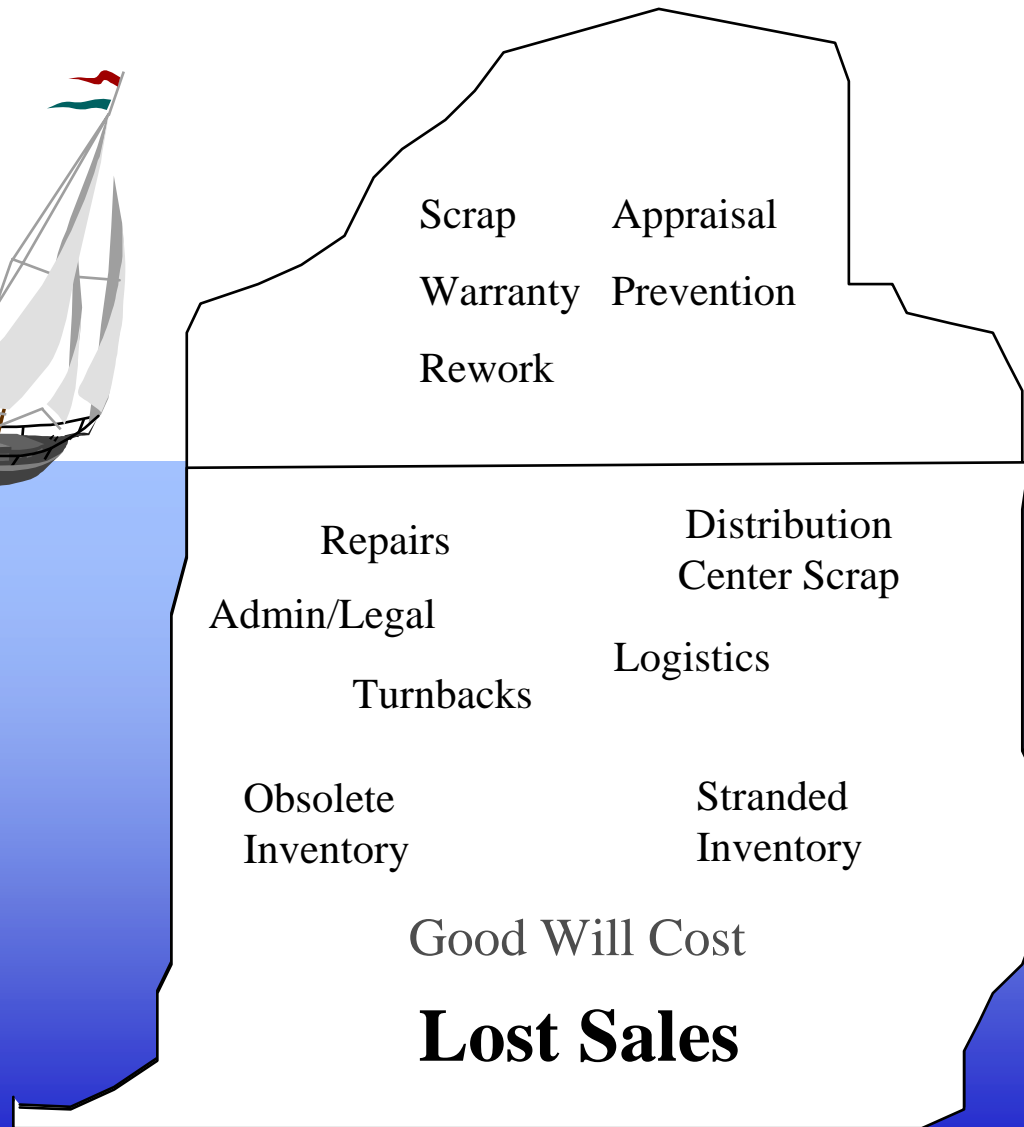 Scrap Appraisal
Warranty Prevention
Rework
Repairs
Distribution
Center Scrap
Admin/Legal
Logistics
Turnbacks
Obsolete
Inventory
Stranded
Inventory
Good Will Cost
Lost Sales